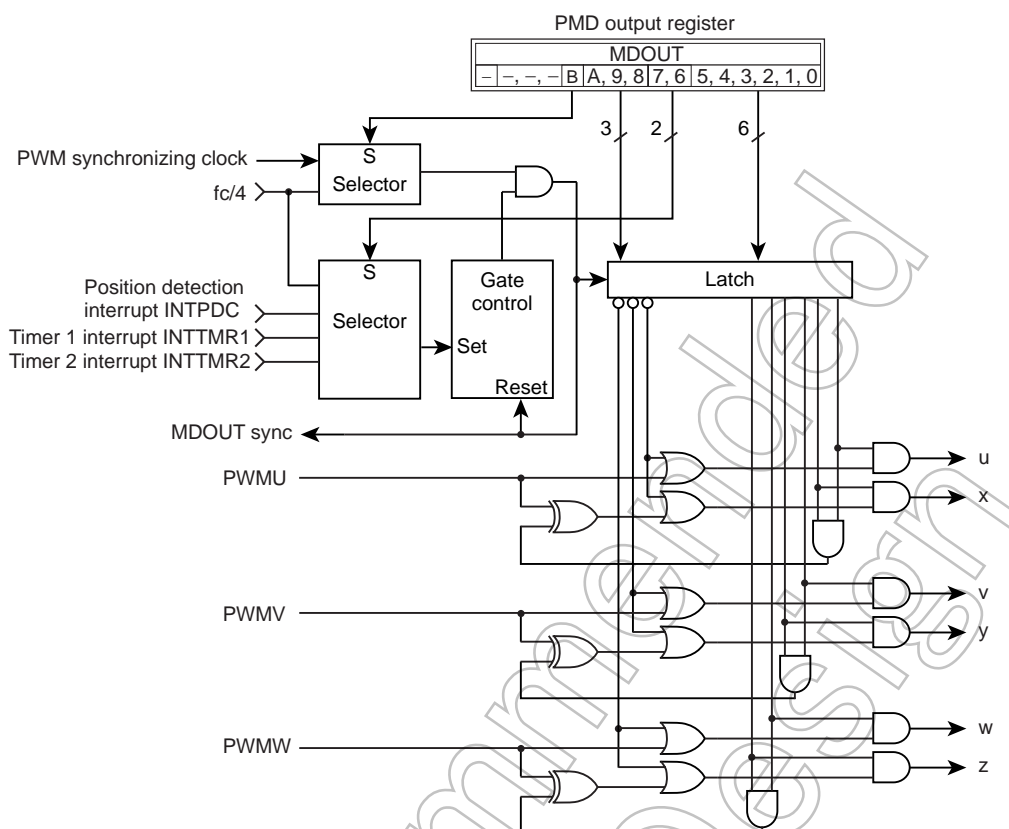 PMD output register
MDOUT
– –, –, – B A, 9, 8 7, 6 5, 4, 3, 2, 1, 0
3 2 6
PWM synchronizing clock
S
Selector
fc/4
S
Selector
Gate
control
Set
Reset
Latch
Position detection
interrupt INTPDC
Timer 1 interrupt INTTMR1
Timer 2 interrupt INTTMR2
MDOUT sync
PWMU
u
x
PWMV
v
y
PWMW
w
z